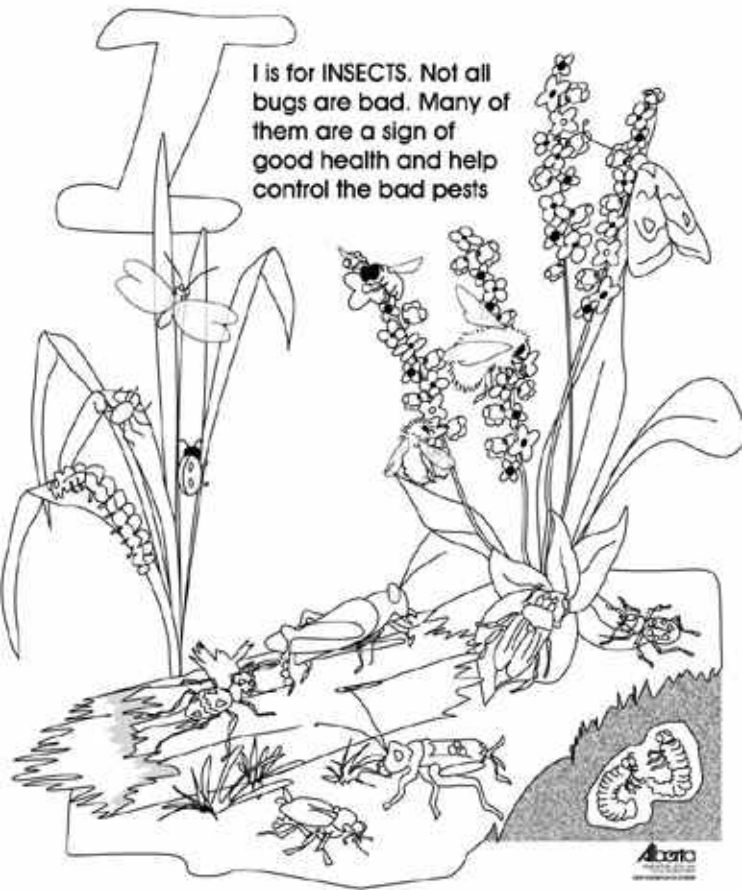 I
I is for INSECTS. Not all
bugs are bad. Many of
them are a sign of
good health and help
control the bad pests
Alberta